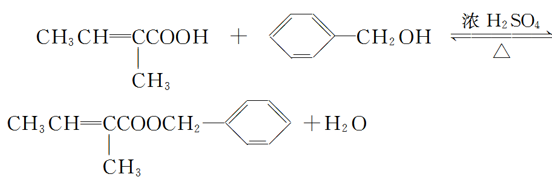 浓 H₂SO₄
CH₃CH=CCOOH + CH₂OH
△
CH₃
CH₃CH=CCOOCH₂ +H₂O
CH₃